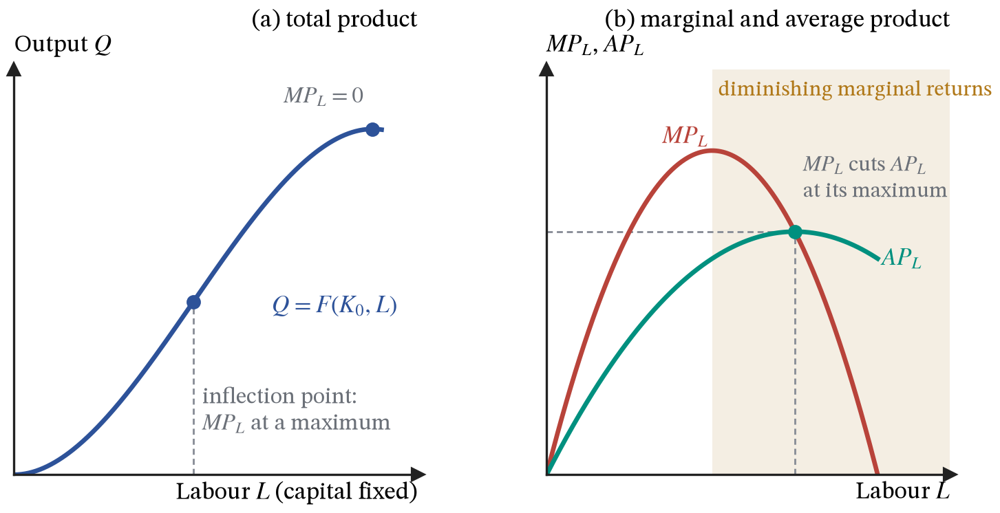 (a) total product
Output Q
MP_L = 0
Q = F(K₀, L)
inflection point:
MP_L at a maximum
Labour L (capital fixed)
(b) marginal and average product
MP_L, AP_L
diminishing marginal returns
MP_L
MP_L cuts AP_L
at its maximum
AP_L
Labour L